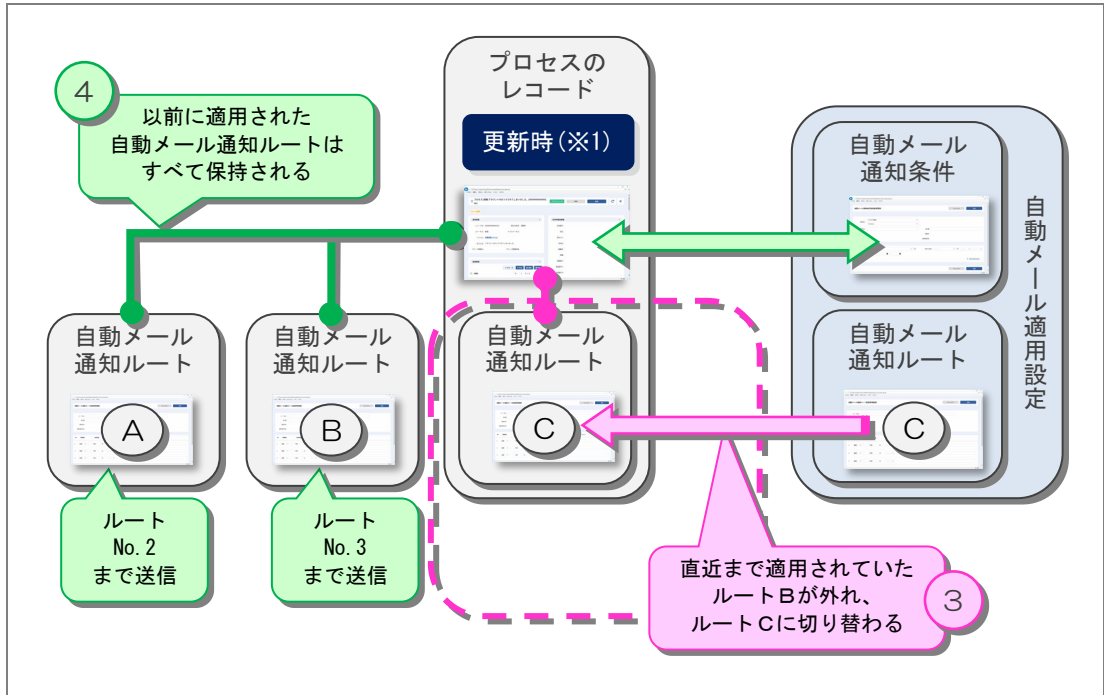 プロセスの
レコード
更新時(※1)
④
以前に適用された
自動メール通知ルートは
すべて保持される
自動メール
通知条件
自動メール適用設定
自動メール
通知ルート
A
自動メール
通知ルート
B
自動メール
通知ルート
C
自動メール
通知ルート
C
ルート
No.2
まで送信
ルート
No.3
まで送信
直近まで適用されていた
ルートBが外れ、
ルートCに切り替わる
③